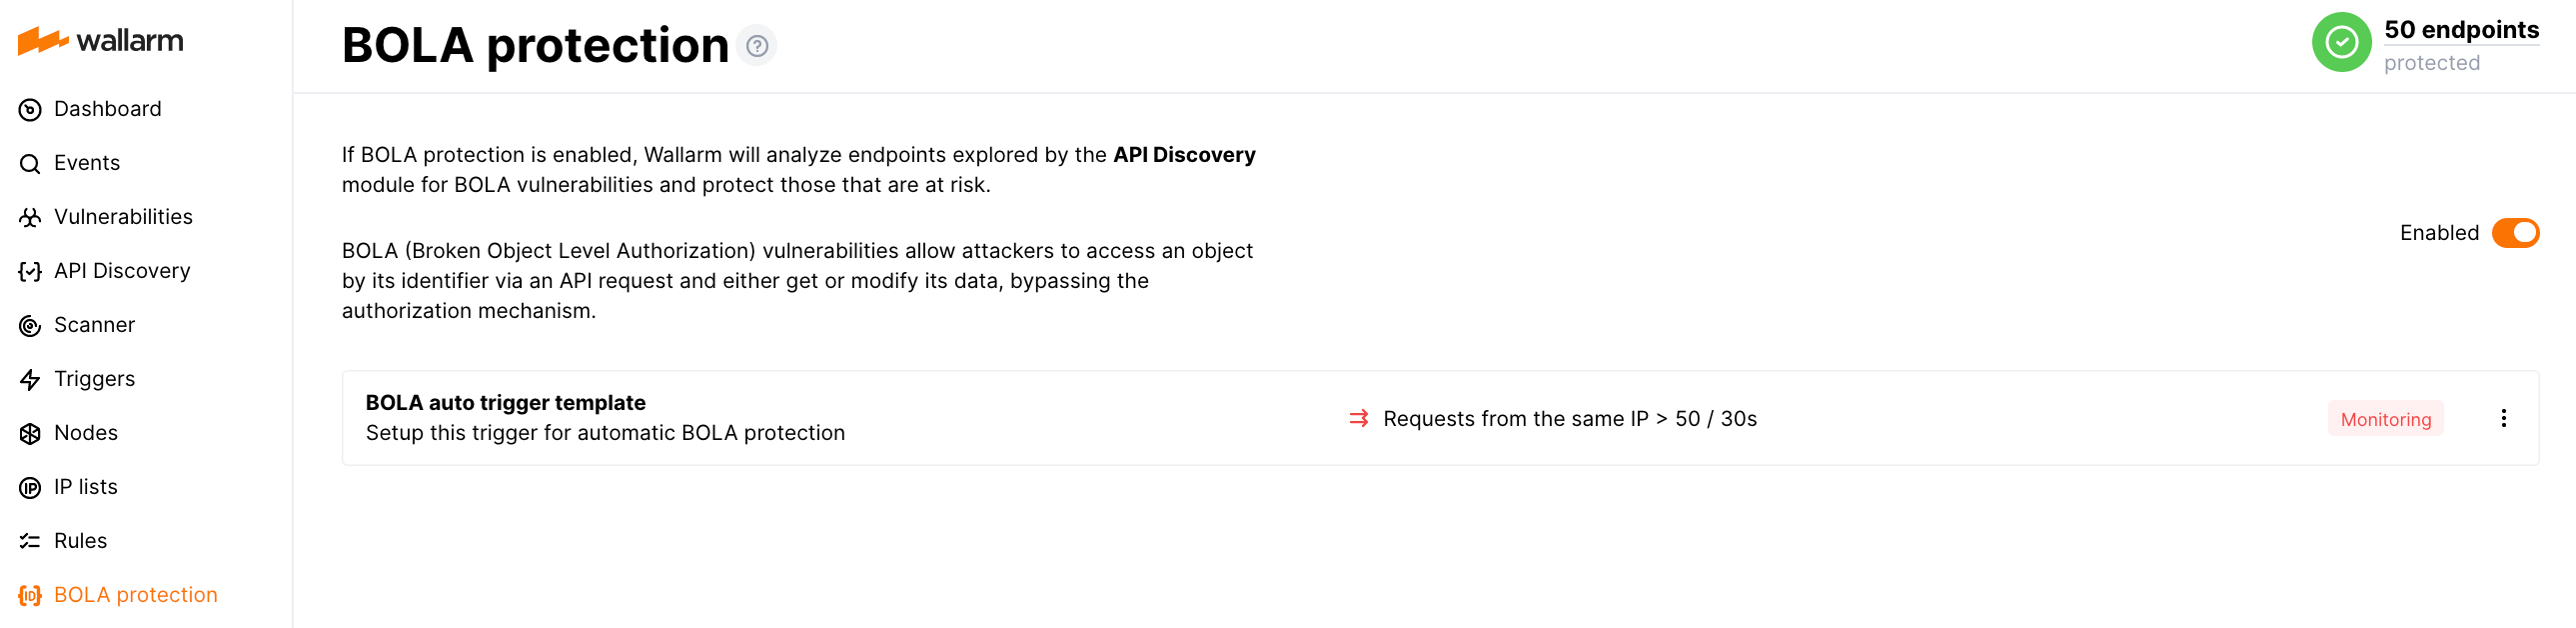 wallarm
Dashboard
Events
Vulnerabilities
API Discovery
Scanner
Triggers
Nodes
IP lists
Rules
BOLA protection
BOLA protection
50 endpoints
protected
If BOLA protection is enabled, Wallarm will analyze endpoints explored by the API Discovery
module for BOLA vulnerabilities and protect those that are at risk.
BOLA (Broken Object Level Authorization) vulnerabilities allow attackers to access an object
by its identifier via an API request and either get or modify its data, bypassing the
authorization mechanism.
Enabled
BOLA auto trigger template
Setup this trigger for automatic BOLA protection
Requests from the same IP > 50 / 30s
Monitoring